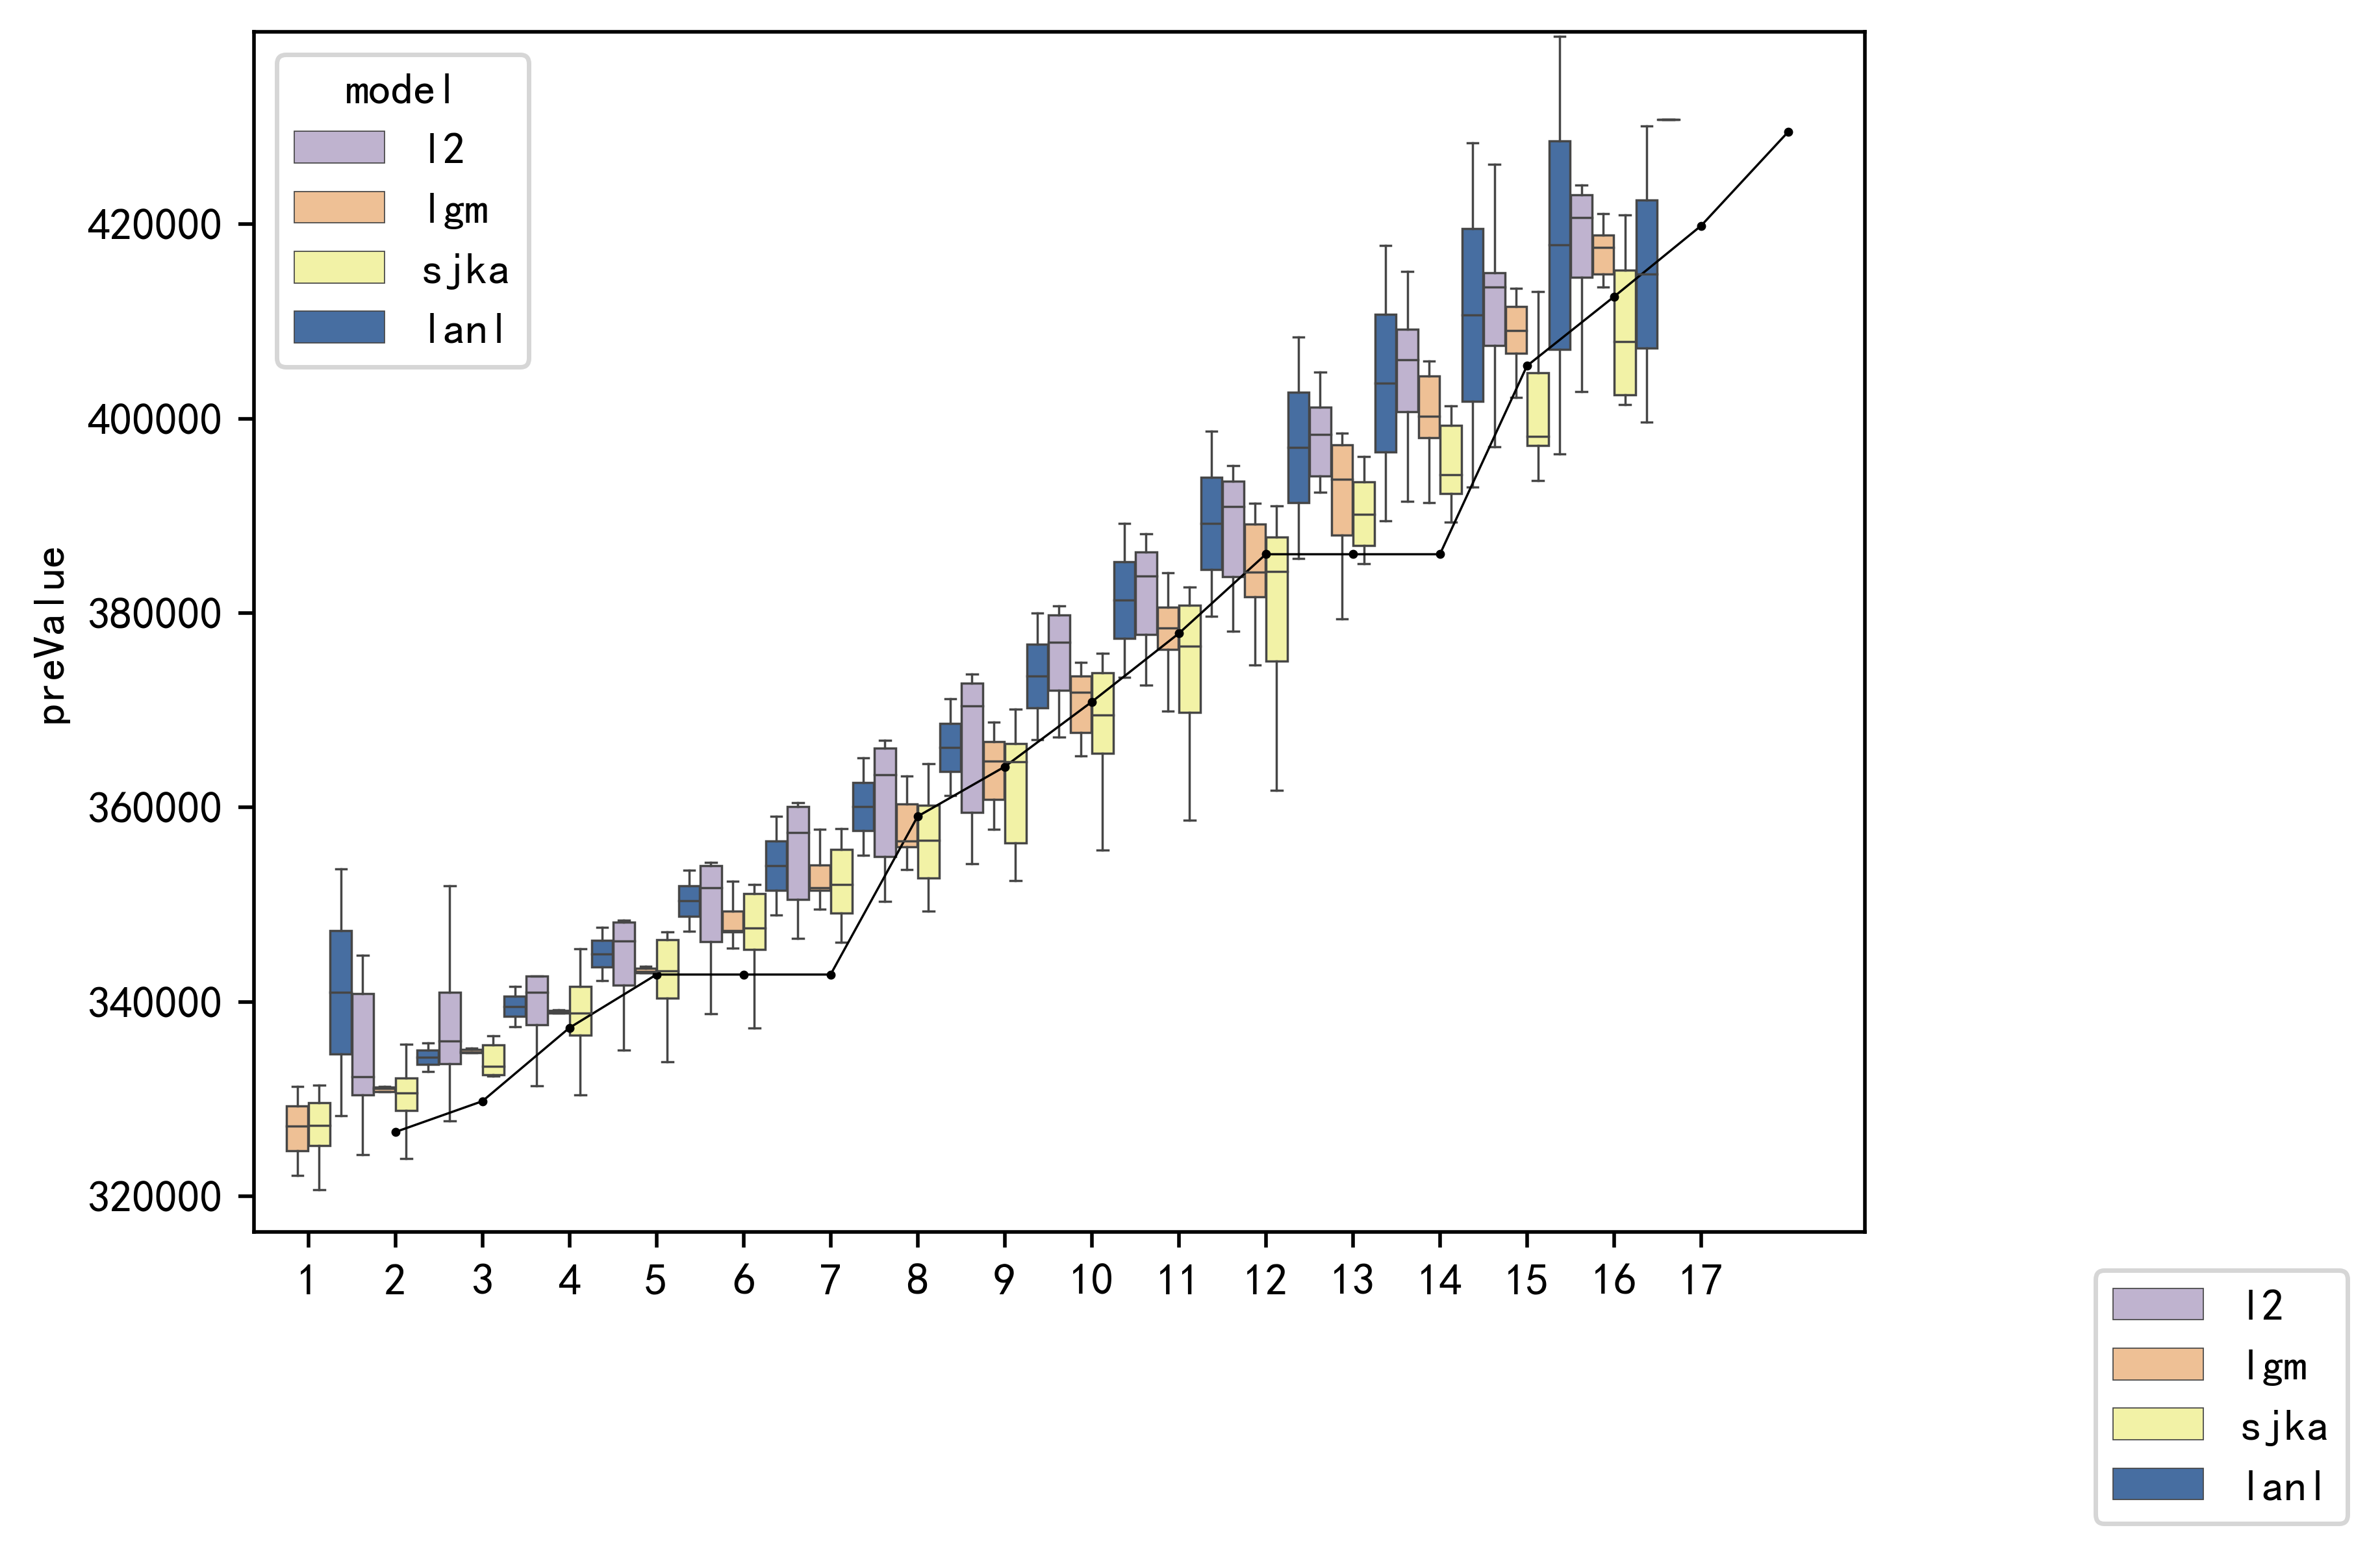 model
l2
lgm
sjka
lanl
preValue
420000
400000
380000
360000
340000
320000
1 2 3 4 5 6 7 8 9 10 11 12 13 14 15 16 17
l2
lgm
sjka
lanl